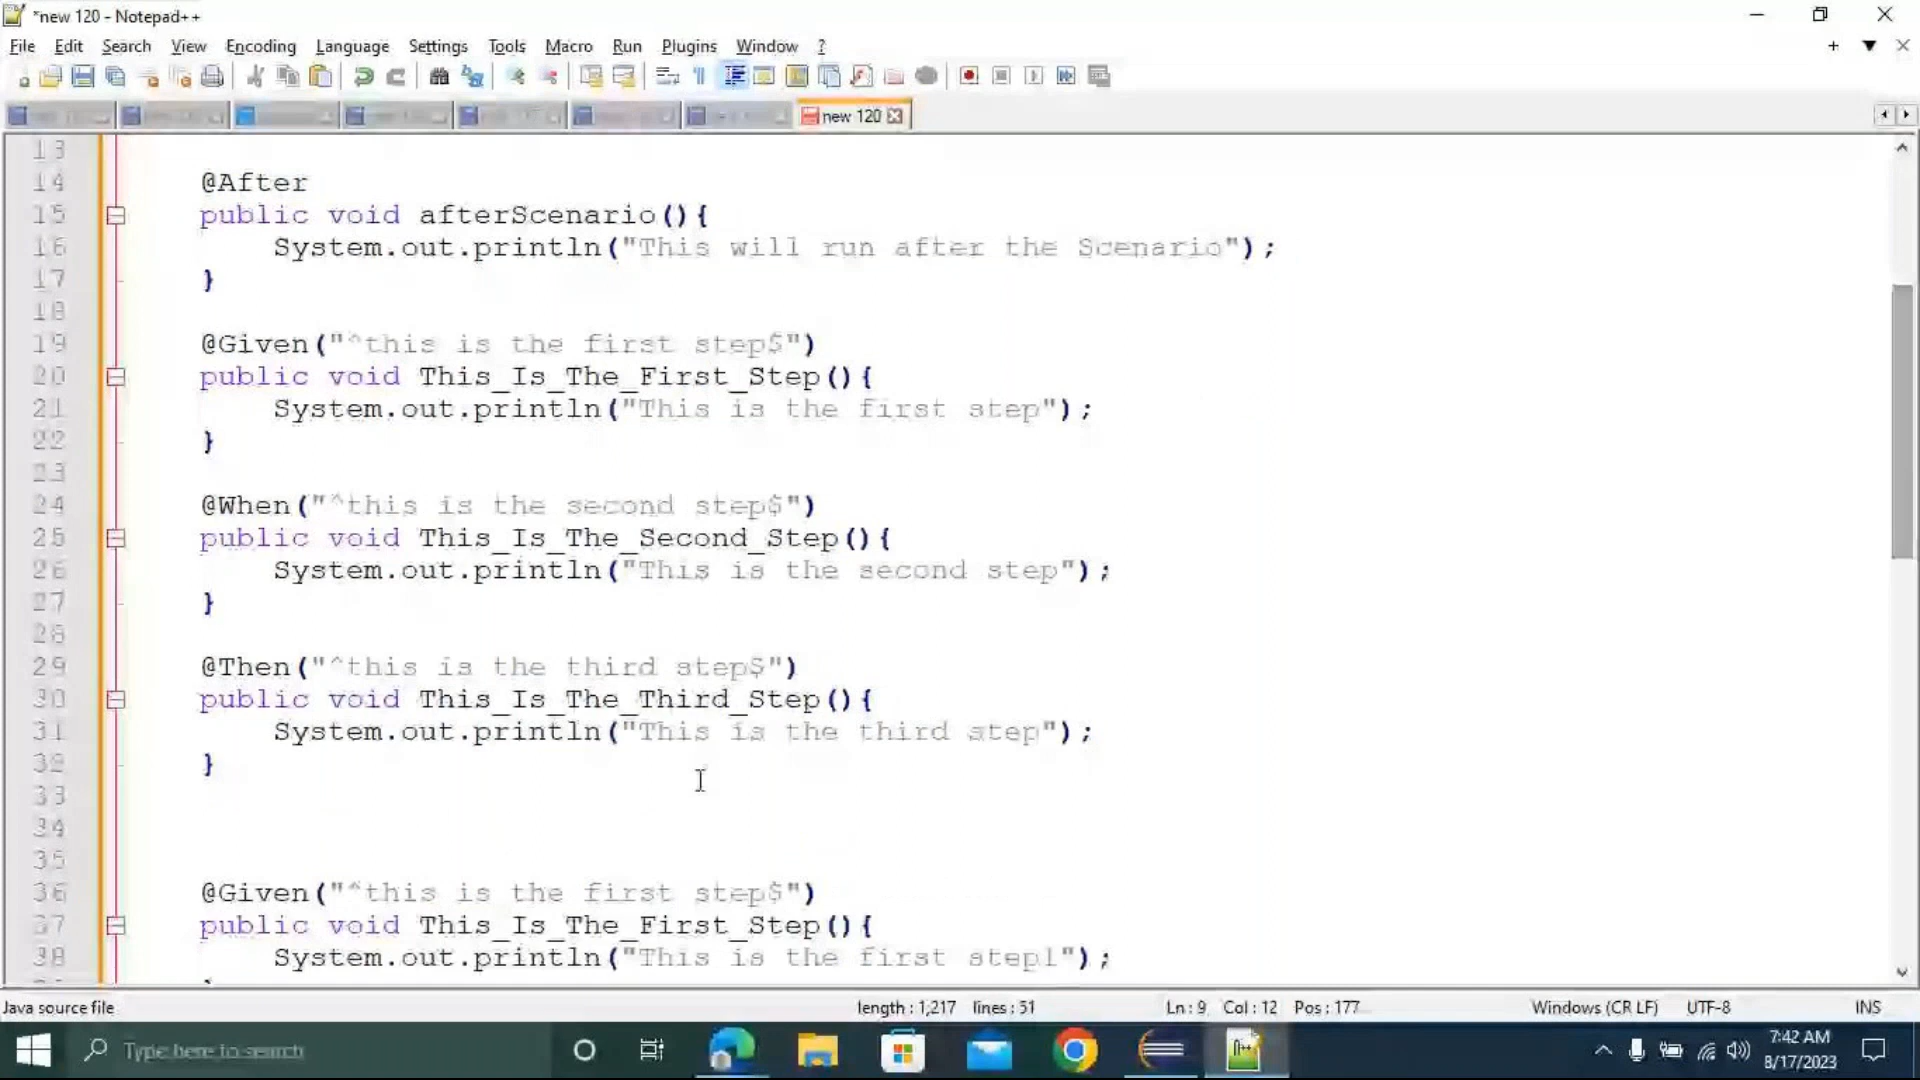 *new 120 - Notepad++
File Edit Search View Encoding Language Settings Tools Macro Run Plugins Window ?
new 120
13
14 @After
15 public void afterScenario(){
16 System.out.println("This will run after the Scenario");
17 }
18
19 @Given("^this is the first step$")
20 public void This_Is_The_First_Step(){
21 System.out.println("This is the first step");
22 }
23
24 @When("^this is the second step$")
25 public void This_Is_The_Second_Step(){
26 System.out.println("This is the second step");
27 }
28
29 @Then("^this is the third step$")
30 public void This_Is_The_Third_Step(){
31 System.out.println("This is the third step");
32 }
33
34
35
36 @Given("^this is the first step$")
37 public void This_Is_The_First_Step(){
38 System.out.println("This is the first step1");
Java source file length : 1,217 lines : 51 Ln : 9 Col : 12 Pos : 177 Windows (CR LF) UTF-8 INS
Type here to search
7:42 AM
8/17/2023